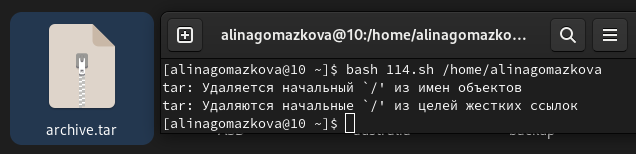 archive.tar
alinagomazkova@10:/home/alinagomazko...
[alinagomazkova@10 ~]$ bash 114.sh /home/alinagomazkova
tar: Удаляется начальный `/' из имен объектов
tar: Удаляются начальные `/' из целей жестких ссылок
[alinagomazkova@10 ~]$